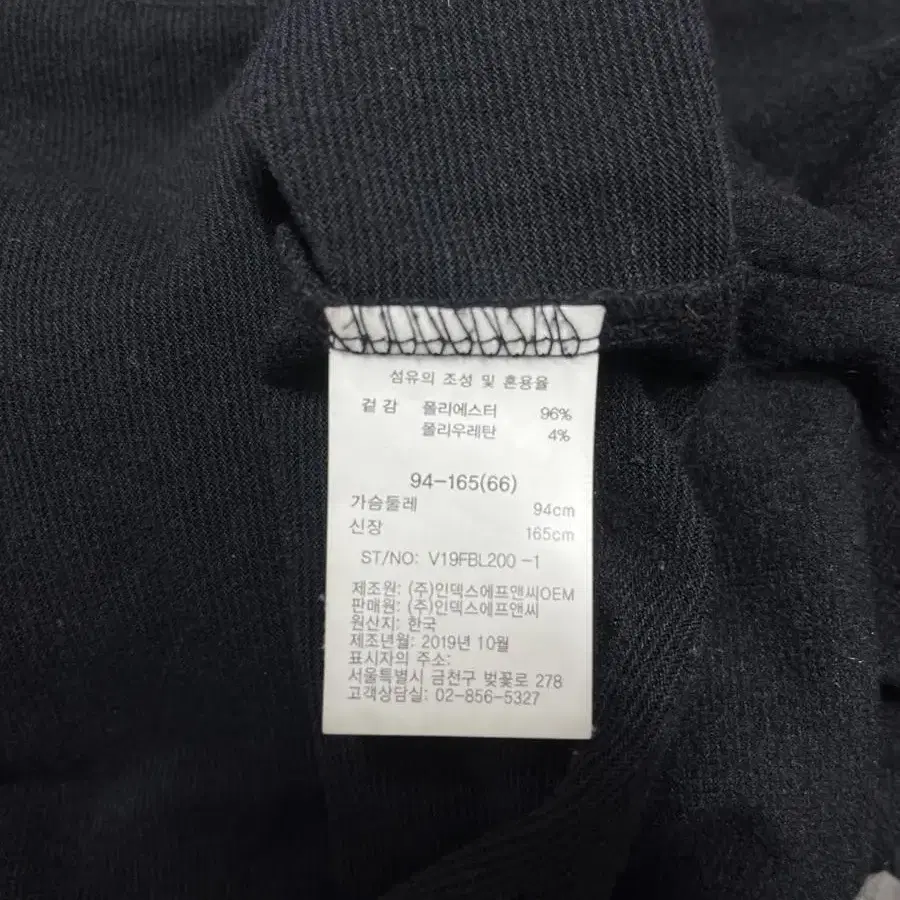 섬유의 조성 및 혼용율
겉 감 폴리에스터 96%
폴리우레탄 4%
94-165(66)
가슴둘레 94cm
신장 165cm
ST/NO: V19FBL200 -1
제조원: (주)인덱스에프앤씨OEM
판매원: (주)인덱스에프앤씨
원산지: 한국
제조년월: 2019년 10월
표시자의 주소:
서울특별시 금천구 벚꽃로 278
고객상담실: 02-856-5327